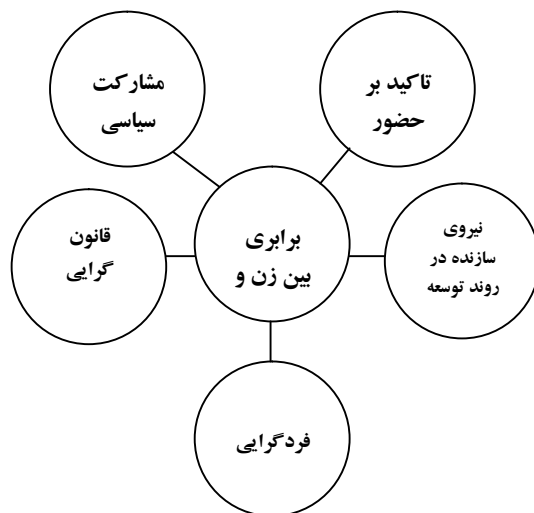 تاکید بر
حضور
مشارکت
سیاسی
برابری
بین زن و
نیروی
سازنده در
روند توسعه
قانون
گرایی
فردگرایی